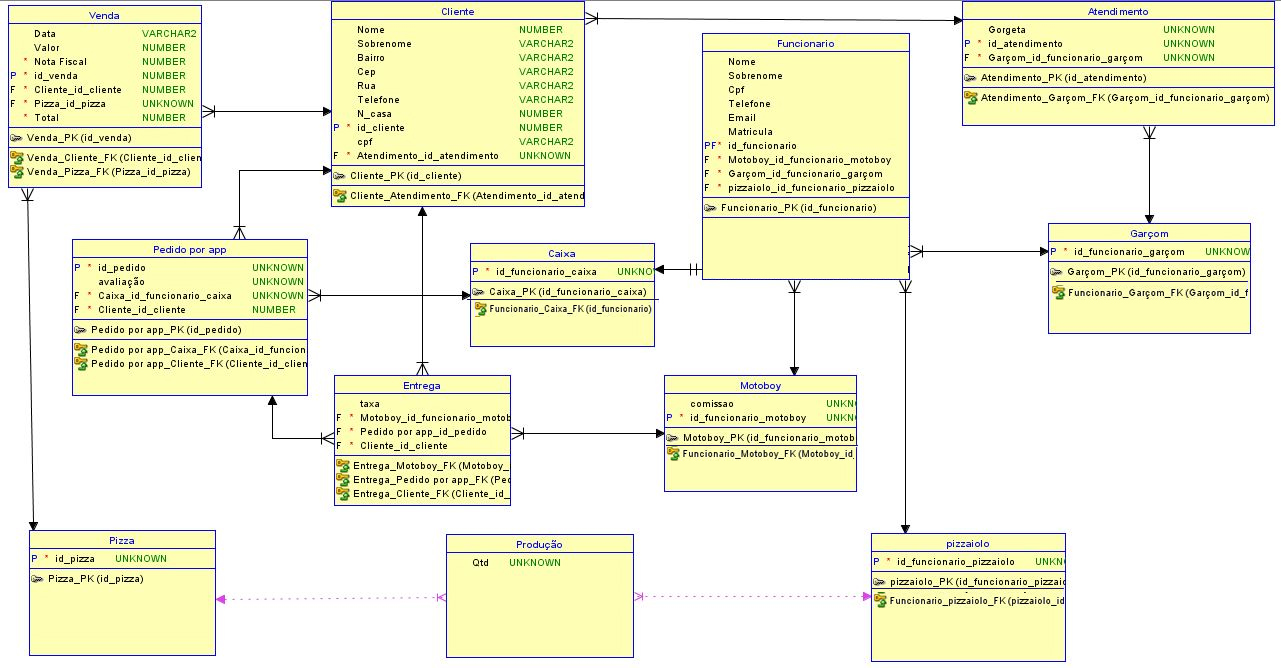 Venda
Data VARCHAR2
Valor NUMBER
* Nota Fiscal NUMBER
P * id_venda NUMBER
F * Cliente_id_cliente NUMBER
F * Pizza_id_pizza UNKNOWN
* Total NUMBER
Venda_PK (id_venda)
Venda_Cliente_FK (Cliente_id_clien
Venda_Pizza_FK (Pizza_id_pizza)
Cliente
Nome NUMBER
Sobrenome VARCHAR2
Bairro VARCHAR2
Cep VARCHAR2
Rua VARCHAR2
Telefone VARCHAR2
N_casa NUMBER
P * id_cliente NUMBER
cpf VARCHAR2
F * Atendimento_id_atendimento UNKNOWN
Cliente_PK (id_cliente)
Cliente_Atendimento_FK (Atendimento_id_atend
Funcionario
Nome
Sobrenome
Cpf
Telefone
Email
Matricula
PF* id_funcionario
F * Motoboy_id_funcionario_motoboy
F * Garçom_id_funcionario_garçom
F * pizzaiolo_id_funcionario_pizzaiolo
Funcionario_PK (id_funcionario)
Atendimento
Gorgeta UNKNOWN
P * id_atendimento UNKNOWN
F * Garçom_id_funcionario_garçom UNKNOWN
Atendimento_PK (id_atendimento)
Atendimento_Garçom_FK (Garçom_id_funcionario_garçom)
Pedido por app
P * id_pedido UNKNOWN
avaliação UNKNOWN
F * Caixa_id_funcionario_caixa UNKNOWN
F * Cliente_id_cliente NUMBER
Pedido por app_PK (id_pedido)
Pedido por app_Caixa_FK (Caixa_id_funcion
Pedido por app_Cliente_FK (Cliente_id_clien
Caixa
P * id_funcionario_caixa UNKNO
Caixa_PK (id_funcionario_caixa)
Funcionario_Caixa_FK (id_funcionario)
Garçom
P * id_funcionario_garçom UNKNOW
Garçom_PK (id_funcionario_garçom)
Funcionario_Garçom_FK (Garçom_id_f
Entrega
taxa
F * Motoboy_id_funcionario_motob
F * Pedido por app_id_pedido
F * Cliente_id_cliente
Entrega_Motoboy_FK (Motoboy_
Entrega_Pedido por app_FK (Ped
Entrega_Cliente_FK (Cliente_id_
Motoboy
comissao UNKN
P * id_funcionario_motoboy UNKN
Motoboy_PK (id_funcionario_motob
Funcionario_Motoboy_FK (Motoboy_id
Pizza
P * id_pizza UNKNOWN
Pizza_PK (id_pizza)
Produção
Qtd UNKNOWN
pizzaiolo
P * id_funcionario_pizzaiolo UNKN
pizzaiolo_PK (id_funcionario_pizzaio
Funcionario_pizzaiolo_FK (pizzaiolo_id